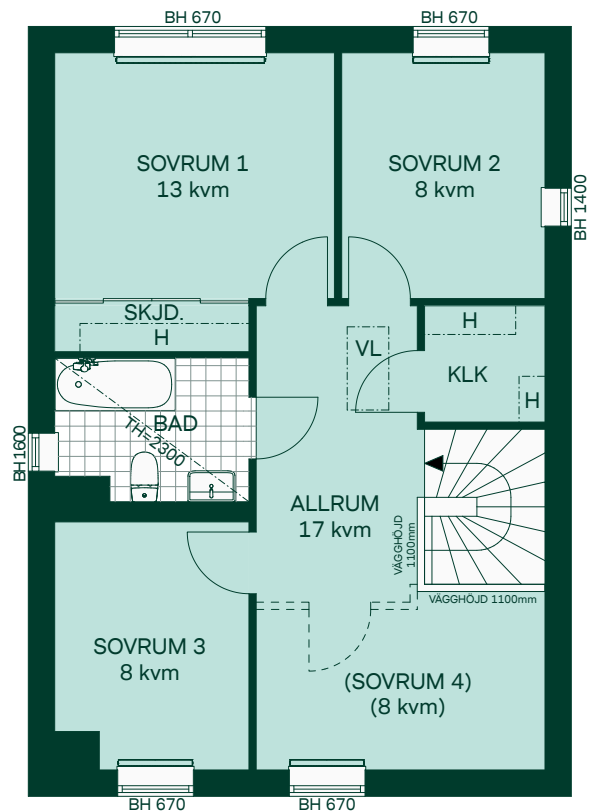 BH 670
BH 670
SOVRUM 1
13 kvm
SOVRUM 2
8 kvm
BH 1400
SKJD.
H
H
VL
KLK
H
BAD
TH=2300
BH1600
ALLRUM
17 kvm
VÄGGHÖJD
1100mm
VÄGGHÖJD 1100mm
SOVRUM 3
8 kvm
(SOVRUM 4)
(8 kvm)
BH 670
BH 670